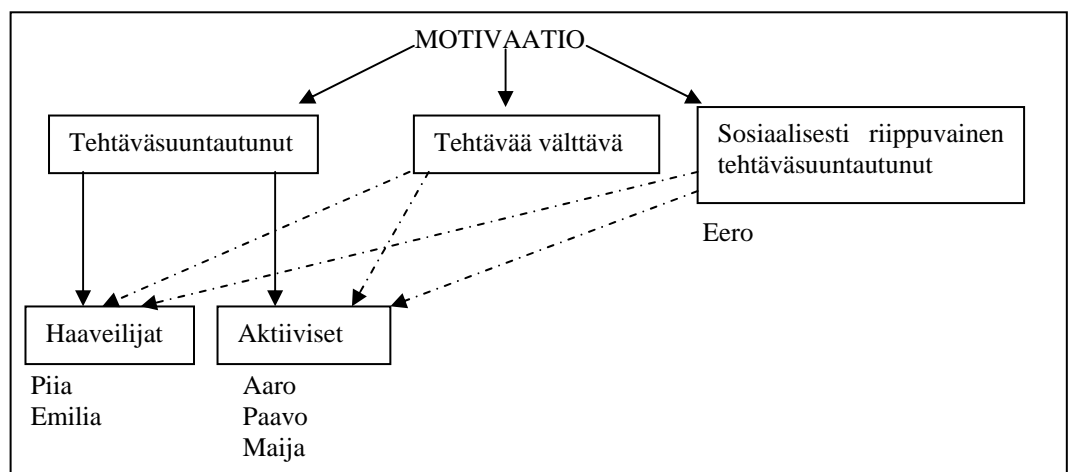 MOTIVAATIO
Tehtäväsuuntautunut
Tehtävää välttävä
Sosiaalisesti riippuvainen
tehtäväsuuntautunut
Eero
Haaveilijat
Aktiiviset
Piia
Emilia
Aaro
Paavo
Maija